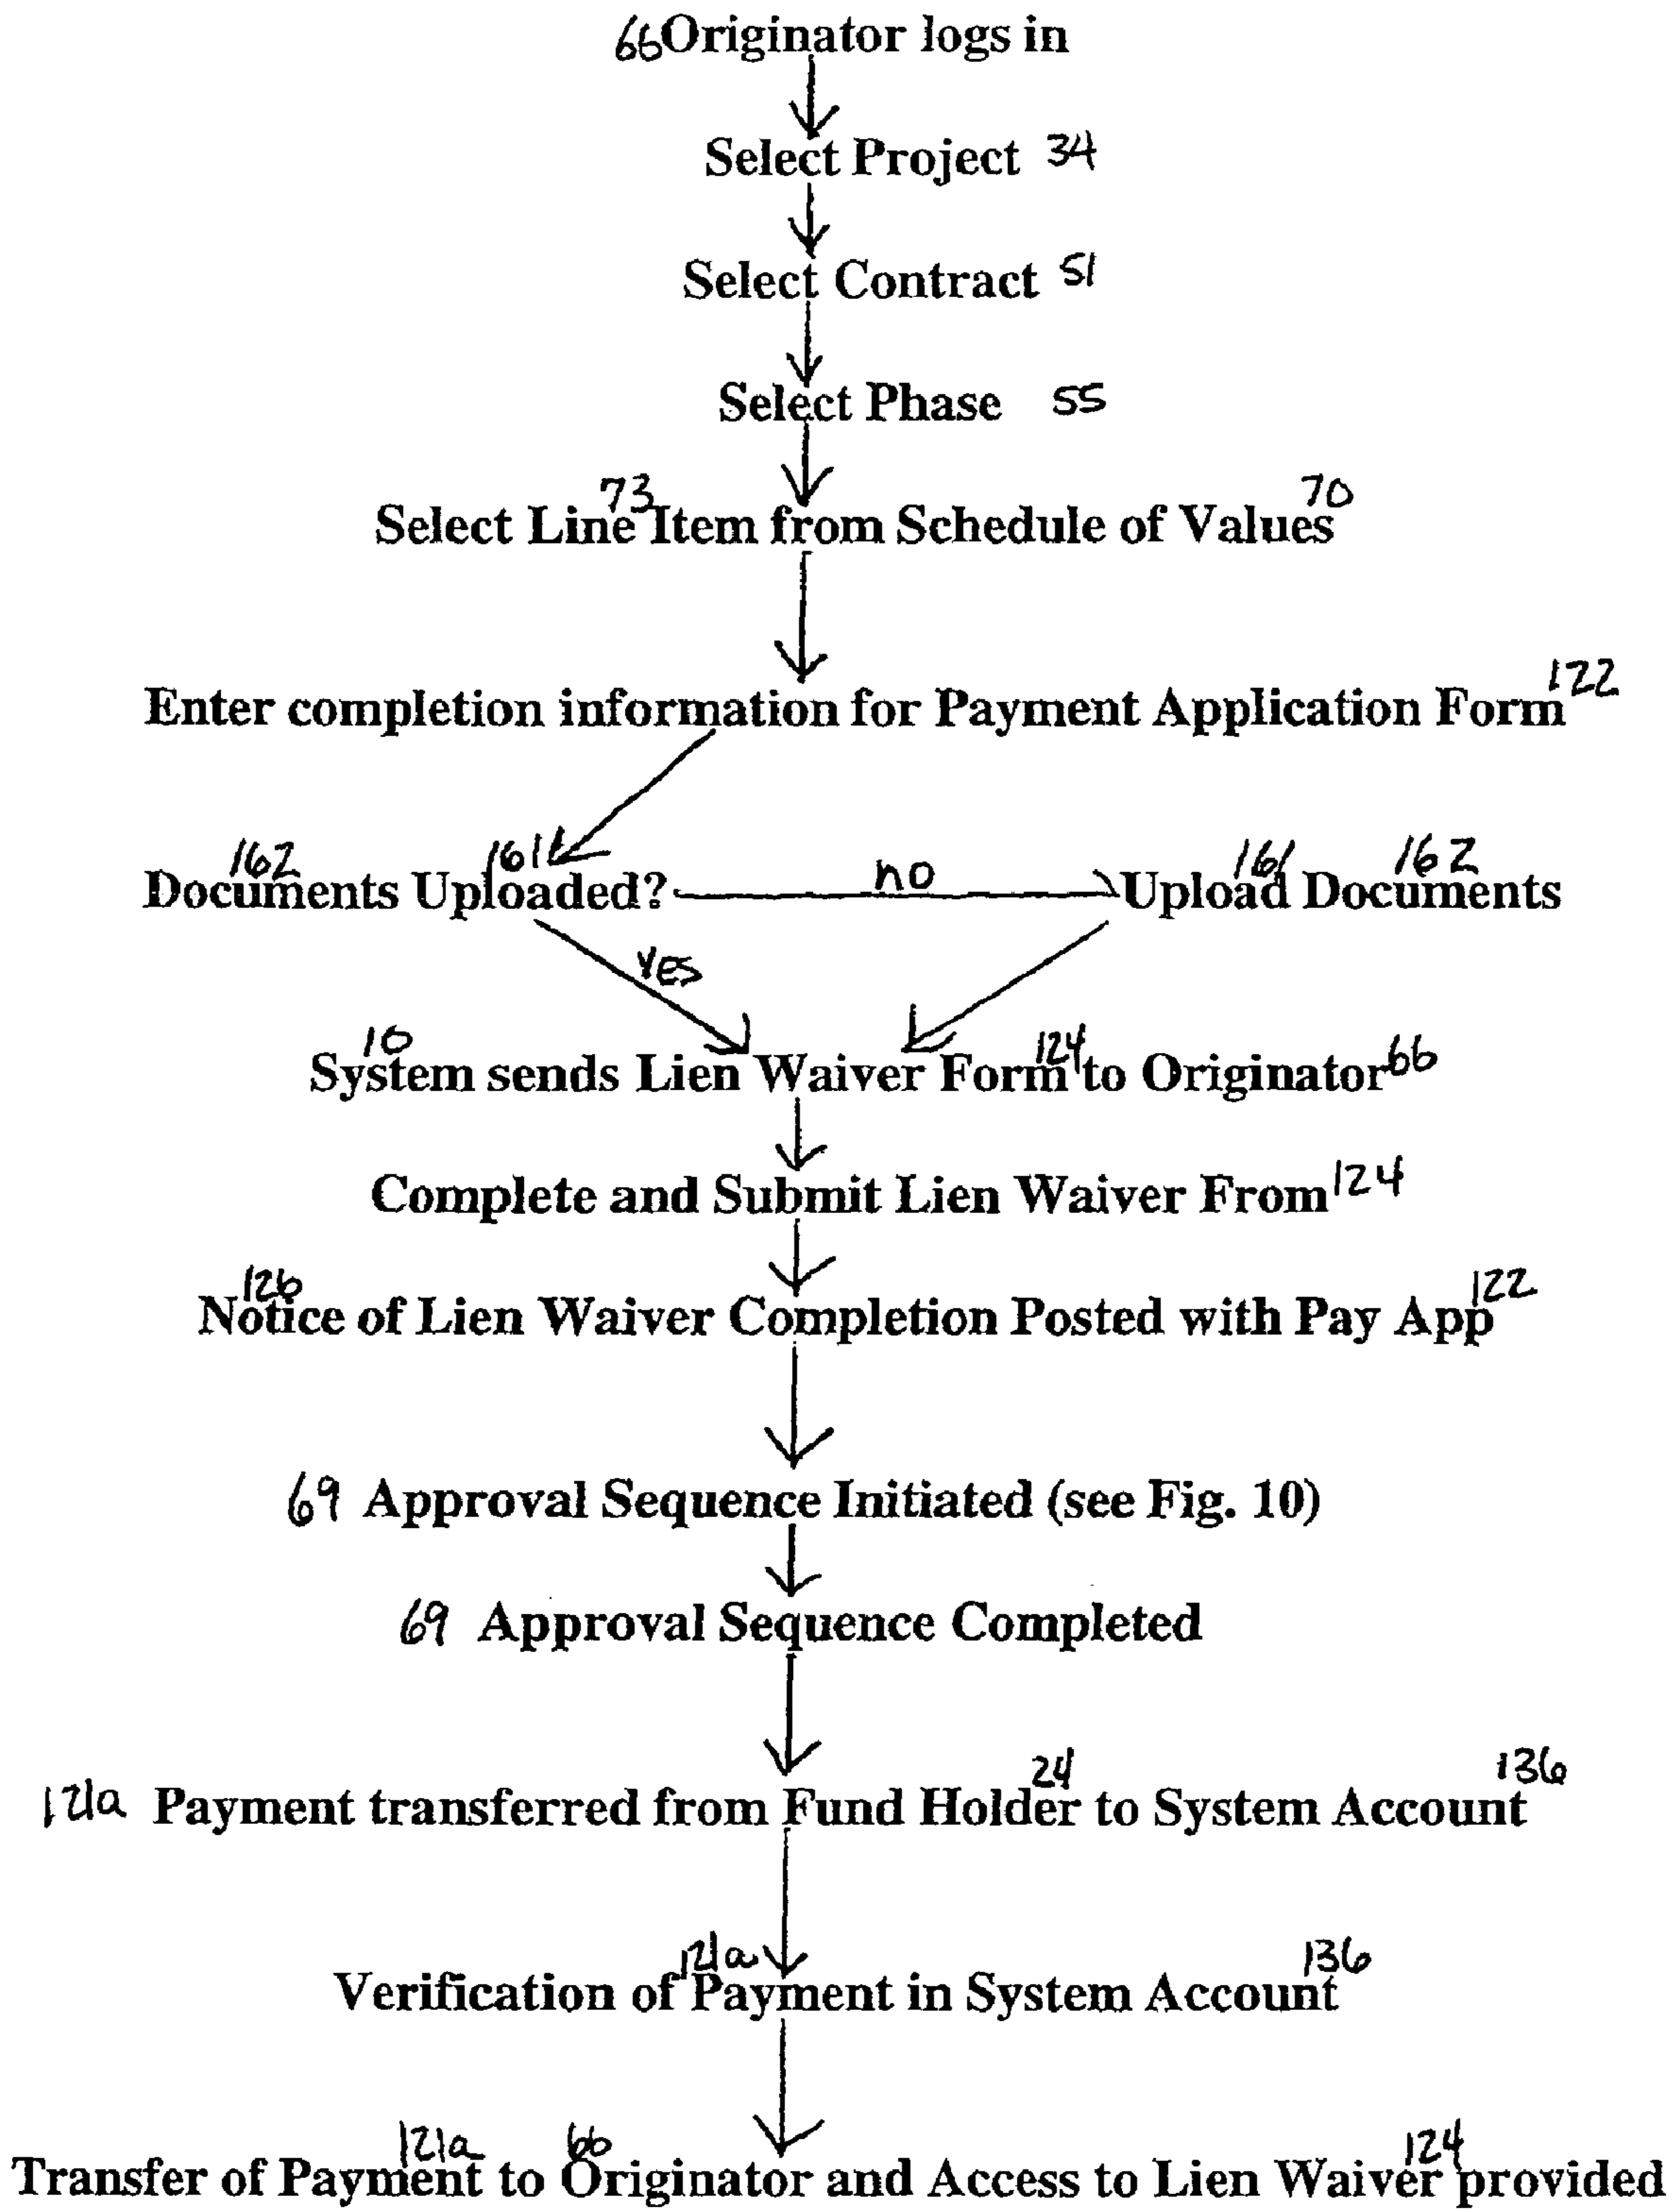 66 Originator logs in
Select Project 34
Select Contract 51
Select Phase 55
73 70
Select Line Item from Schedule of Values
122
Enter completion information for Payment Application Form
162 161 no 161 162
Documents Uploaded? Upload Documents
YES
10 124 66
System sends Lien Waiver Form to Originator
Complete and Submit Lien Waiver From 124
126 122
Notice of Lien Waiver Completion Posted with Pay App
69 Approval Sequence Initiated (see Fig. 10)
69 Approval Sequence Completed
24 136
121a Payment transferred from Fund Holder to System Account
121a 136
Verification of Payment in System Account
121a 66 124
Transfer of Payment to Originator and Access to Lien Waiver provided